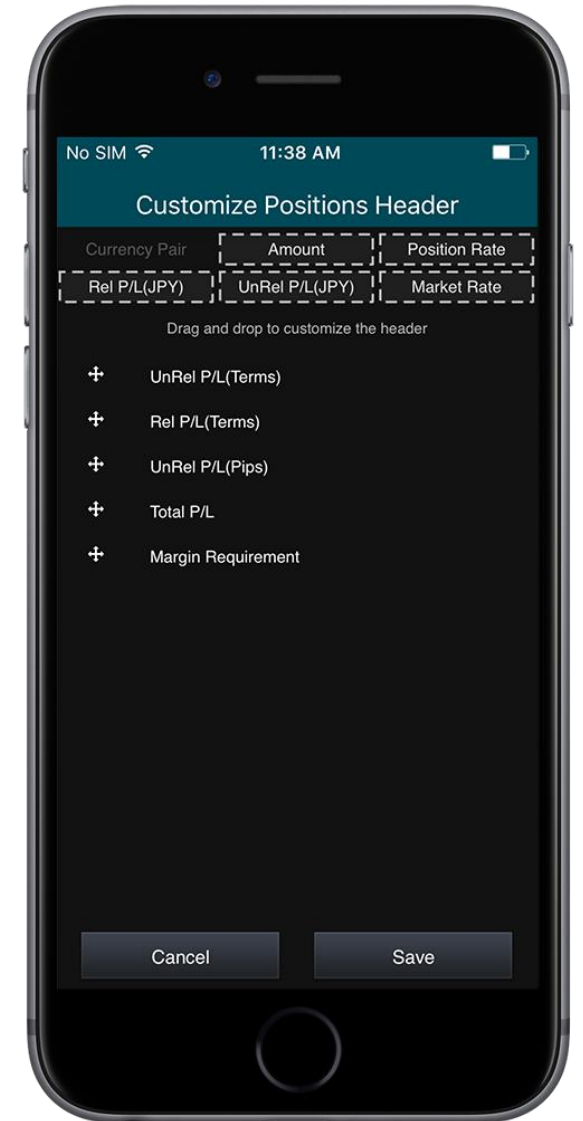 No SIM 11:38 AM
Customize Positions Header
Currency Pair Amount Position Rate
Rel P/L(JPY) UnRel P/L(JPY) Market Rate
Drag and drop to customize the header
UnRel P/L(Terms)
Rel P/L(Terms)
UnRel P/L(Pips)
Total P/L
Margin Requirement
Cancel Save